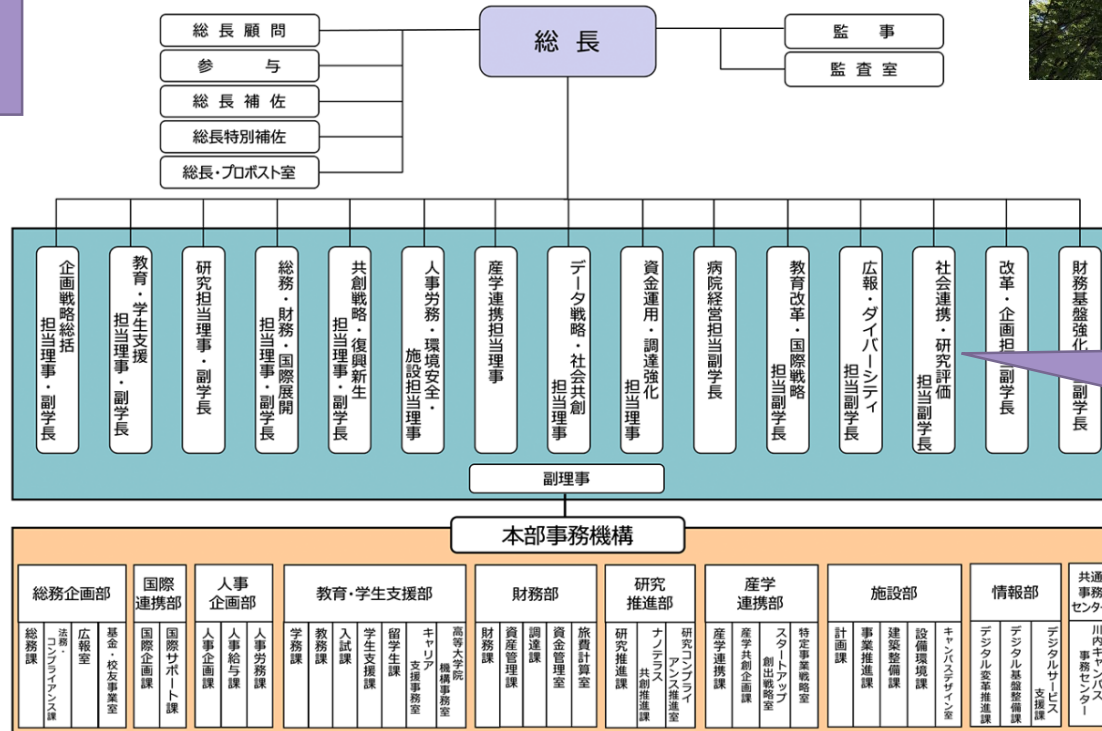 総長顧問
参与
総長補佐
総長特別補佐
総長・プロボスト室
総長
監事
監査室
企画戦略総括
担当理事・副学長
教育・学生支援
担当理事・副学長
研究担当理事・副学長
総務・財務・国際展開
担当理事・副学長
共創戦略・復興新生
担当理事・副学長
人事労務・環境安全・
施設担当理事
産学連携担当理事
データ戦略・社会共創
担当理事
資金運用・調達強化
担当理事
病院経営担当副学長
教育改革・国際戦略
担当副学長
広報・ダイバーシティ
担当副学長
社会連携・研究評価
担当副学長
改革・企画担当副学長
財務基盤強化
副学長
副理事
本部事務機構
総務企画部
総務課
法務・
コンプライアンス課
広報室
基金・校友事業室
国際
連携部
国際企画課
国際サポート課
人事
企画部
人事企画課
人事給与課
人事労務課
教育・学生支援部
学務課
教務課
入試課
学生支援課
留学生課
キャリア
支援事務室
高等大学院
機構事務室
財務部
財務課
資産管理課
調達課
資金管理室
旅費計算室
研究
推進部
研究推進課
ナノテラス
共創推進課
研究コンプライ
アンス推進室
産学
連携部
産学連携課
産学共創企画課
スタートアップ
創出戦略室
特定事業戦略室
施設部
計画課
事業推進課
建築整備課
設備環境課
キャンパスデザイン室
情報部
デジタル変革推進課
デジタル基盤整備課
デジタルサービス
支援課
共通
事務
センター
川内キャンパス
事務センター